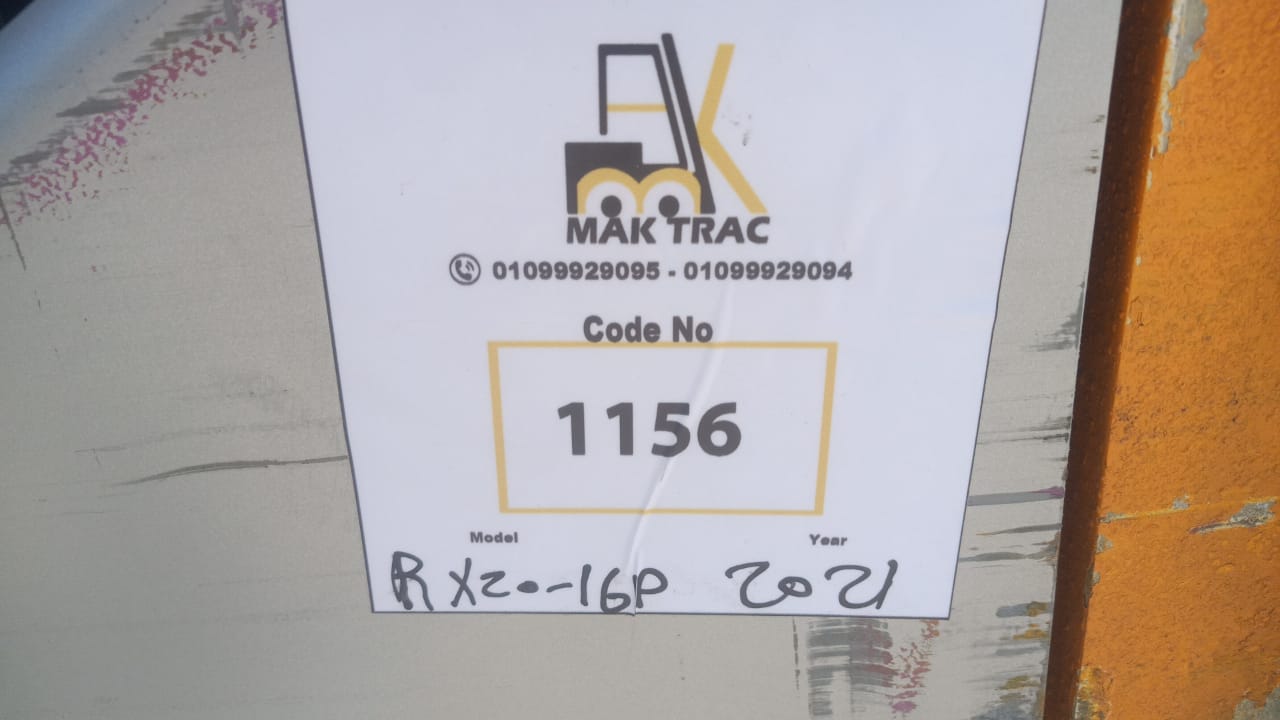 MAK TRAC
01099929095 - 01099929094
Code No
1156
Model Year
RX20-16P 2021